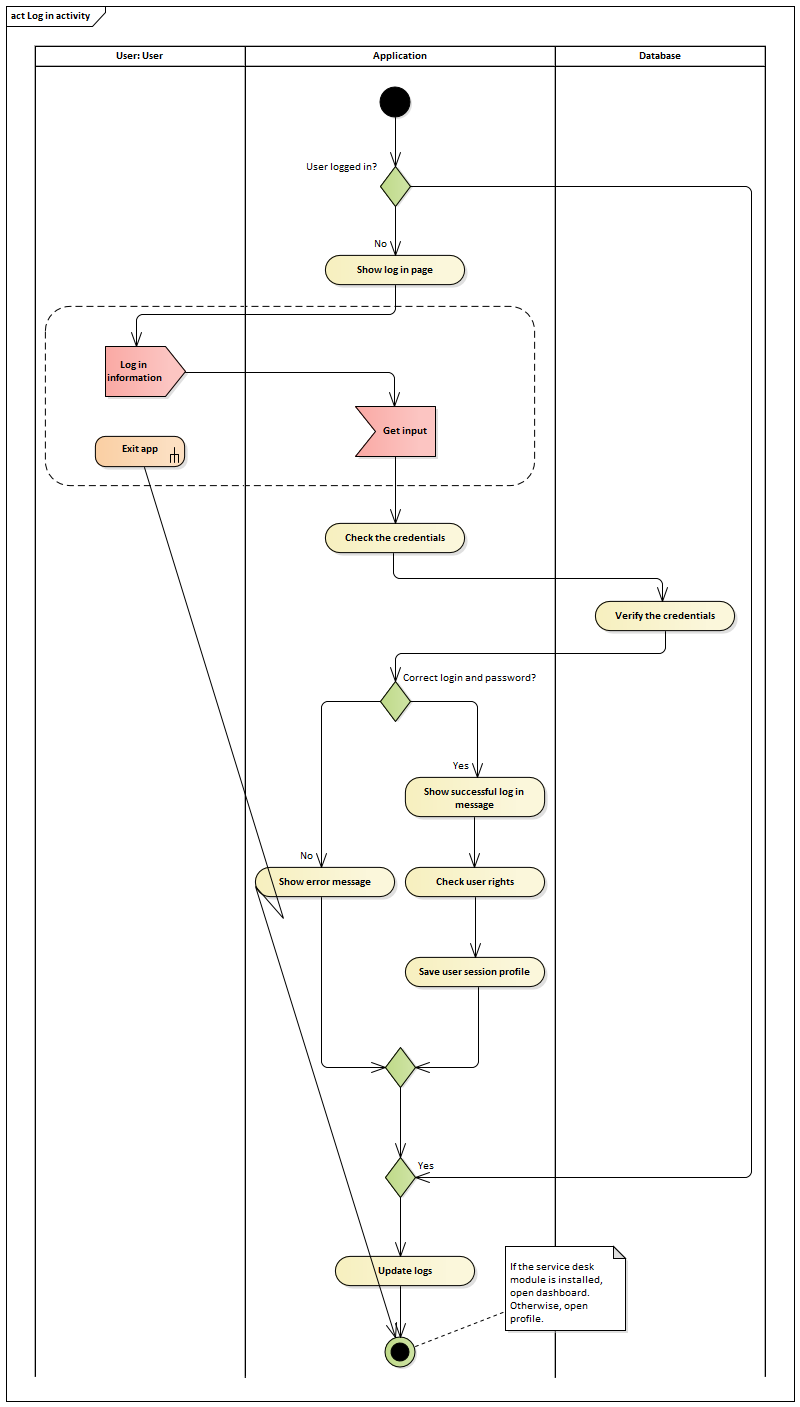 act Log in activity
User: User
Application
Database
User logged in?
No
Show log in page
Log in
information
Get input
Exit app
Check the credentials
Verify the credentials
Correct login and password?
Yes
Show successful log in
message
No
Show error message
Check user rights
Save user session profile
Yes
Update logs
If the service desk
module is installed,
open dashboard.
Otherwise, open
profile.